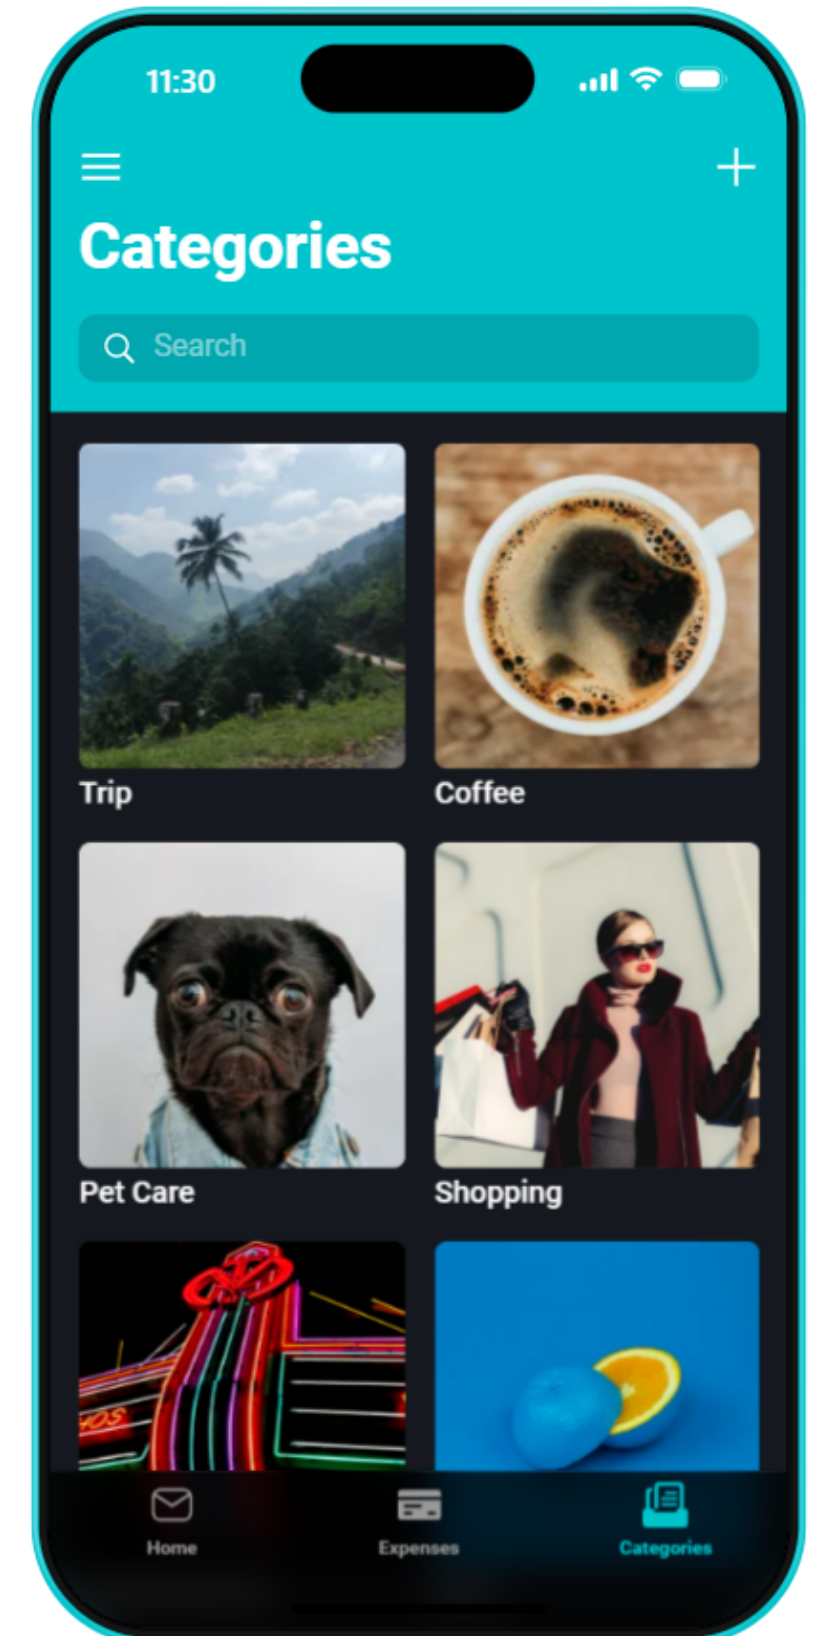 11:30
Categories
Search
Trip
Coffee
Pet Care
Shopping
Home
Expenses
Categories